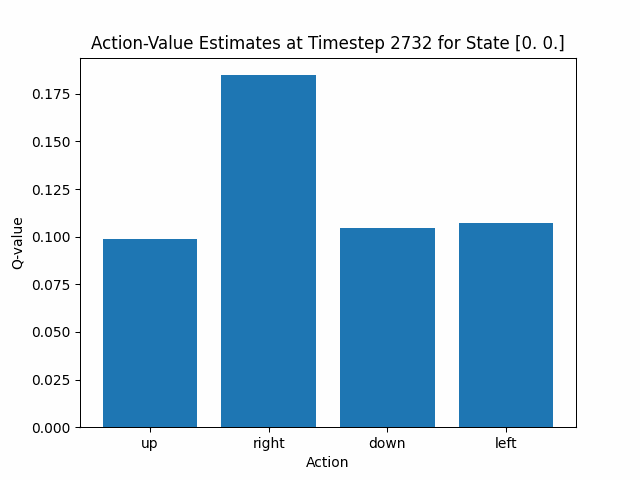 Action-Value Estimates at Timestep 2732 for State [0. 0.]
0.175
0.150
0.125
0.100
0.075
0.050
0.025
0.000
Q-value
up right down left
Action